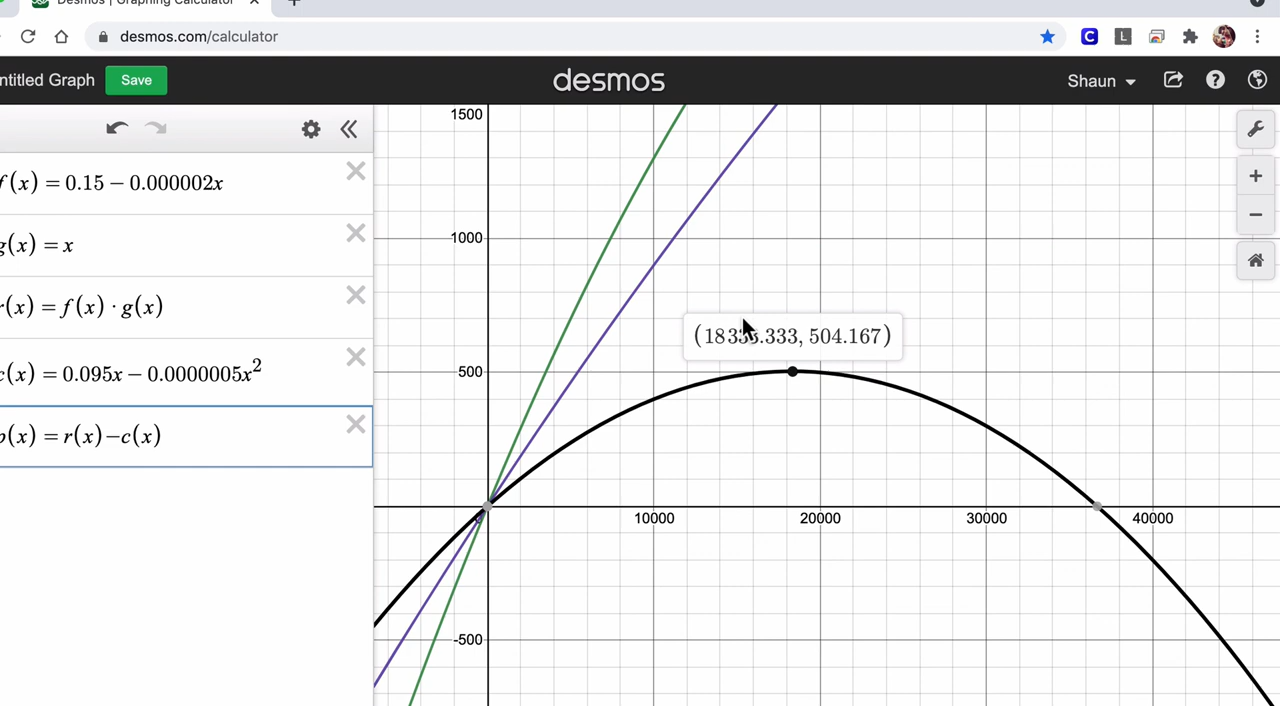 Desmos | Graphing Calculator
desmos.com/calculator
C
L
ntitled Graph
Save
desmos
Shaun
f(x) = 0.15 − 0.000002x
g(x) = x
r(x) = f(x) · g(x)
c(x) = 0.095x − 0.0000005x²
p(x) = r(x)−c(x)
1500
1000
500
-500
10000
20000
30000
40000
504.167)